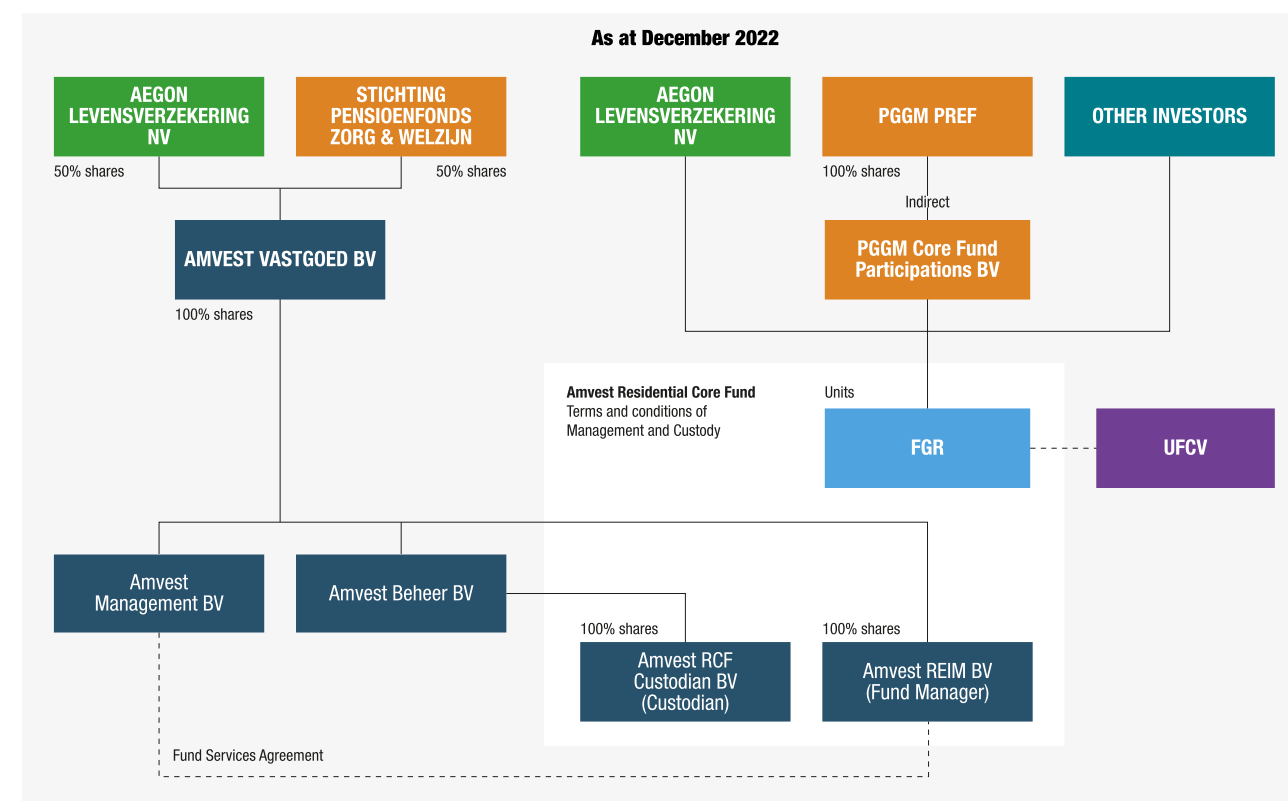 As at December 2022
AEGON
LEVENSVERZEKERING
NV
STICHTING
PENSIOENFONDS
ZORG & WELZIJN
AEGON
LEVENSVERZEKERING
NV
PGGM PREF
OTHER INVESTORS
50% shares
50% shares
100% shares
Indirect
AMVEST VASTGOED BV
PGGM Core Fund
Participations BV
100% shares
Amvest Residential Core Fund
Terms and conditions of
Management and Custody
Units
FGR
UFCV
Amvest
Management BV
Amvest Beheer BV
100% shares
100% shares
Amvest RCF
Custodian BV
(Custodian)
Amvest REIM BV
(Fund Manager)
Fund Services Agreement